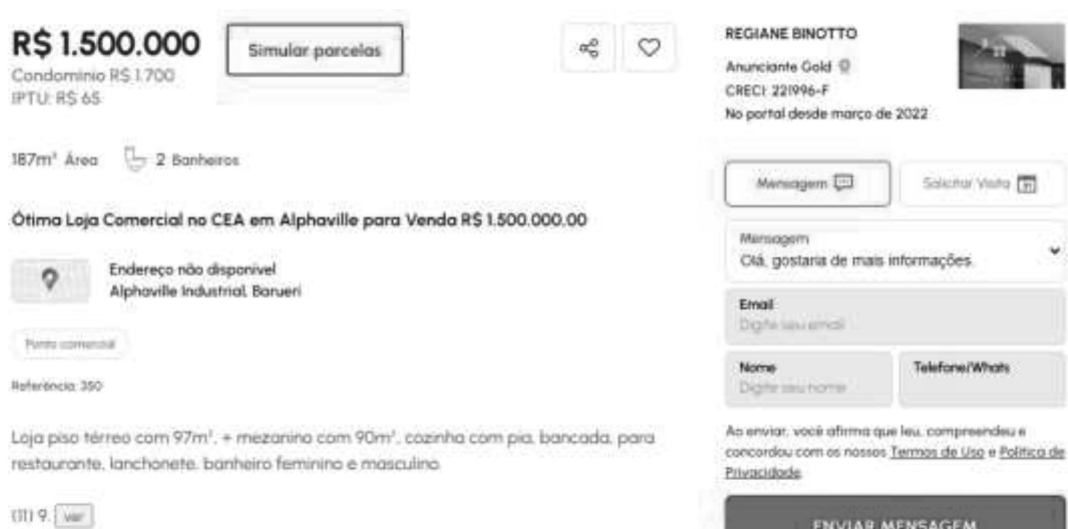 R$ 1.500.000
Simular parcelas
Condomínio R$ 1.700
IPTU: R$ 65
187m² Área 2 Banheiros
Ótima Loja Comercial no CEA em Alphaville para Venda R$ 1.500.000,00
Endereço não disponível
Alphaville Industrial, Barueri
Ponto comercial
Referência: 350
Loja piso térreo com 97m², + mezanino com 90m², cozinha com pia, bancada, para
restaurante, lanchonete, banheiro feminino e masculino.
(11) 9. ver
REGIANE BINOTTO
Anunciante Gold
CRECI: 221996-F
No portal desde março de 2022
Mensagem
Solicitar Visita
Mensagem
Olá, gostaria de mais informações.
Email
Digite seu email
Nome
Digite seu nome
Telefone/Whats
Ao enviar, você afirma que leu, compreendeu e
concordou com os nossos Termos de Uso e Política de
Privacidade.
ENVIAR MENSAGEM